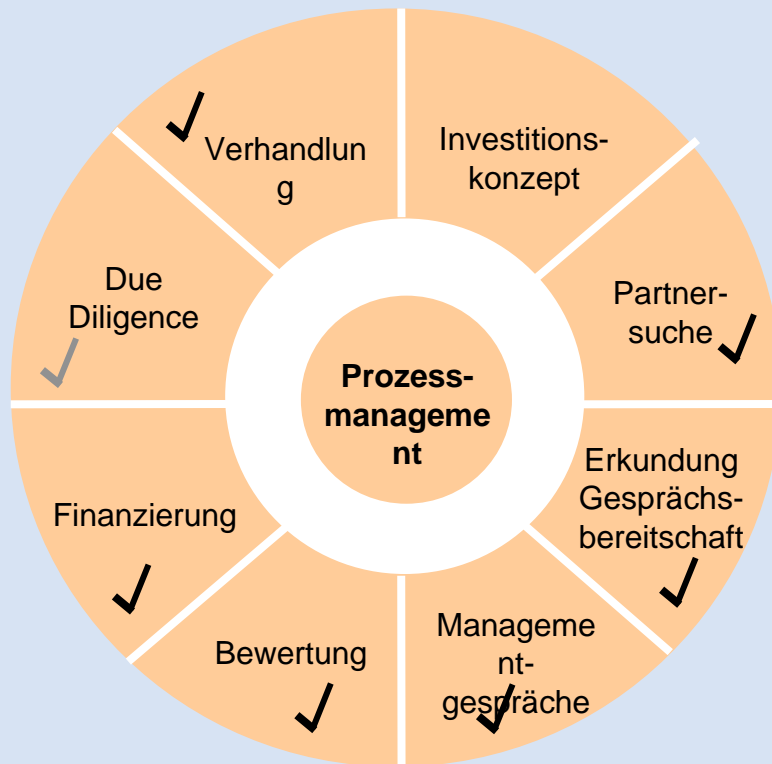 Verhandlun
g
Investitions-
konzept
Partner-
suche
Erkundung
Gesprächs-
bereitschaft
Manageme
nt-
gespräche
Bewertung
Finanzierung
Due
Diligence
Prozess-
manageme
nt